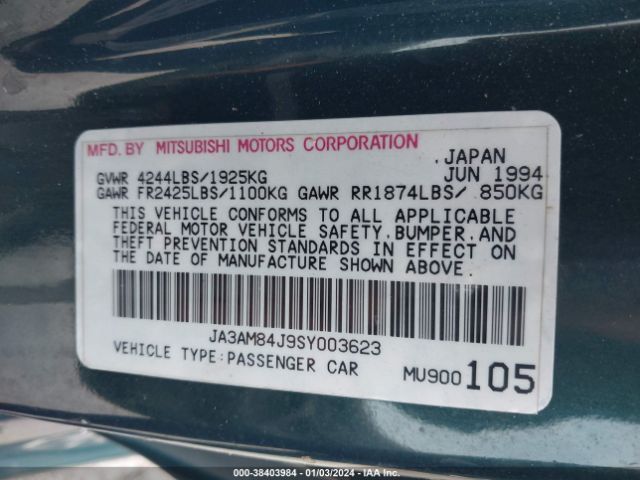 MFD. BY MITSUBISHI MOTORS CORPORATION
.JAPAN
GVWR 4244LBS/1925KG JUN 1994
GAWR FR2425LBS/1100KG GAWR RR1874LBS/ 850KG
THIS VEHICLE CONFORMS TO ALL APPLICABLE
FEDERAL MOTOR VEHICLE SAFETY.BUMPER.AND
THEFT PREVENTION STANDARDS IN EFFECT ON
THE DATE OF MANUFACTURE SHOWN ABOVE.
JA3AM84J9SY003623
VEHICLE TYPE:PASSENGER CAR MU900105
000-38403984 - 01/03/2024 - IAA Inc.